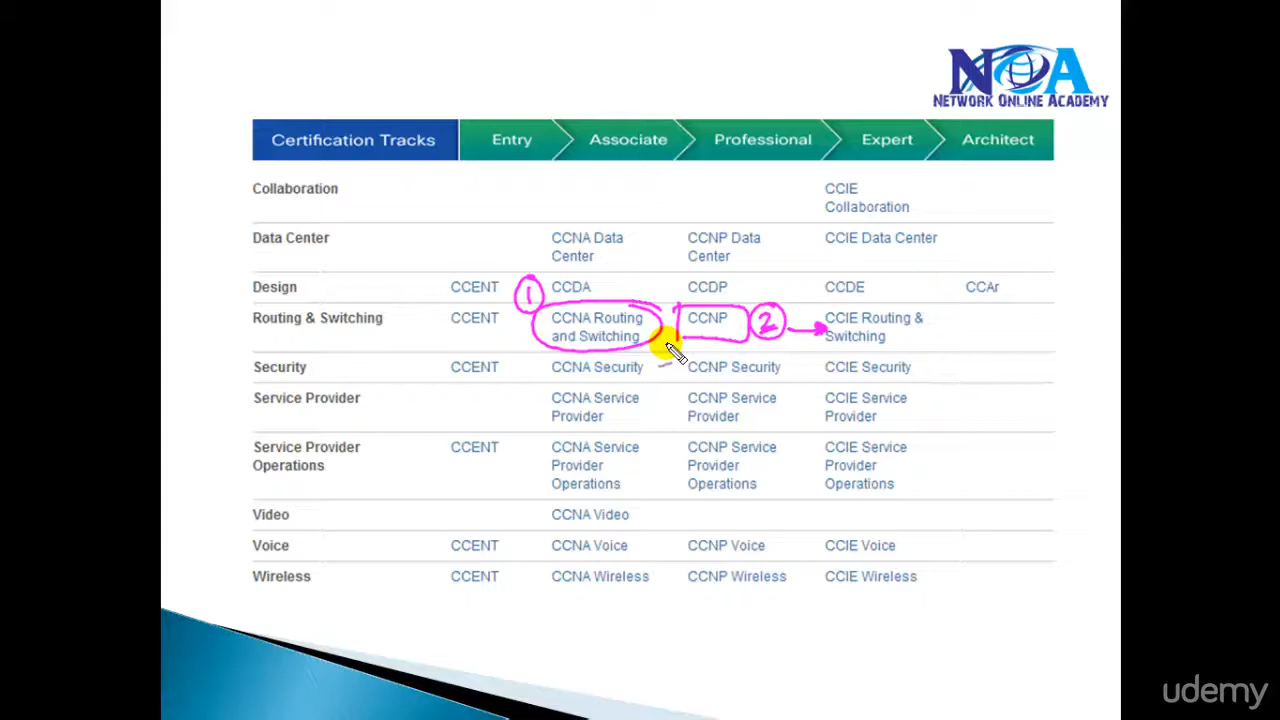 NOA
NETWORK ONLINE ACADEMY
Certification Tracks Entry Associate Professional Expert Architect
Collaboration CCIE Collaboration
Data Center CCNA Data Center CCNP Data Center CCIE Data Center
1
Design CCENT CCDA CCDP CCDE CCAr
Routing & Switching CCENT CCNA Routing and Switching CCNP 2 CCIE Routing & Switching
Security CCENT CCNA Security CCNP Security CCIE Security
Service Provider CCNA Service Provider CCNP Service Provider CCIE Service Provider
Service Provider Operations CCENT CCNA Service Provider Operations CCNP Service Provider Operations CCIE Service Provider Operations
Video CCNA Video
Voice CCENT CCNA Voice CCNP Voice CCIE Voice
Wireless CCENT CCNA Wireless CCNP Wireless CCIE Wireless
udemy